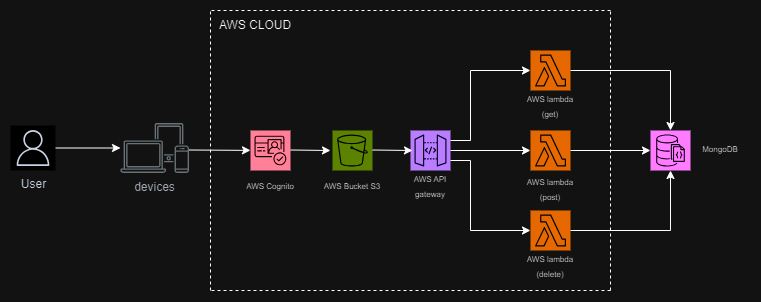 AWS CLOUD
User
devices
AWS Cognito
AWS Bucket S3
AWS API
gateway
AWS lambda
(get)
AWS lambda
(post)
AWS lambda
(delete)
MongoDB